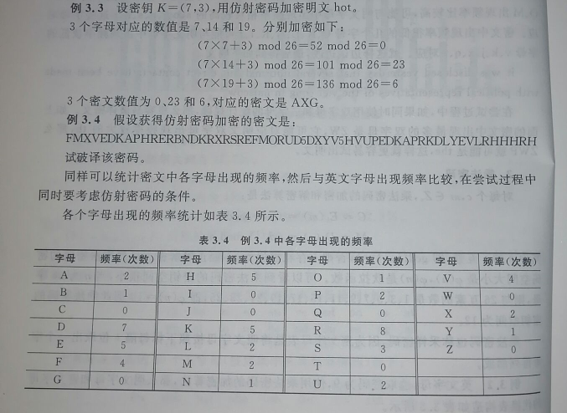 例 3.3 设密钥 K=(7,3),用仿射密码加密明文 hot。
3 个字母对应的数值是 7、14 和 19。分别加密如下:
(7×7+3) mod 26=52 mod 26=0
(7×14+3) mod 26=101 mod 26=23
(7×19+3) mod 26=136 mod 26=6
3 个密文数值为 0、23 和 6,对应的密文是 AXG。
例 3.4 假设获得仿射密码加密的密文是:
FMXVEDKAPHRERBNDKRXRSREFMORUD5DXYV5HVUPEDKAPRKDLYEVLRHHHRH
试破译该密码。
同样可以统计密文中各字母出现的频率,然后与英文字母出现频率比较,在尝试过程中
同时要考虑仿射密码的条件。
各个字母出现的频率统计如表 3.4 所示。
表 3.4 例 3.4 中各字母出现的频率
字母 频率(次数) 字母 频率(次数) 字母 频率(次数) 字母 频率(次数)
A 2 H 5 O 1 V 4
B 1 I 0 P 2 W 0
C 0 J 0 Q 0 X 2
D 7 K 5 R 8 Y 1
E 5 L 2 S 3 Z 0
F 4 M 2 T 0
G 0 N 1 U 2